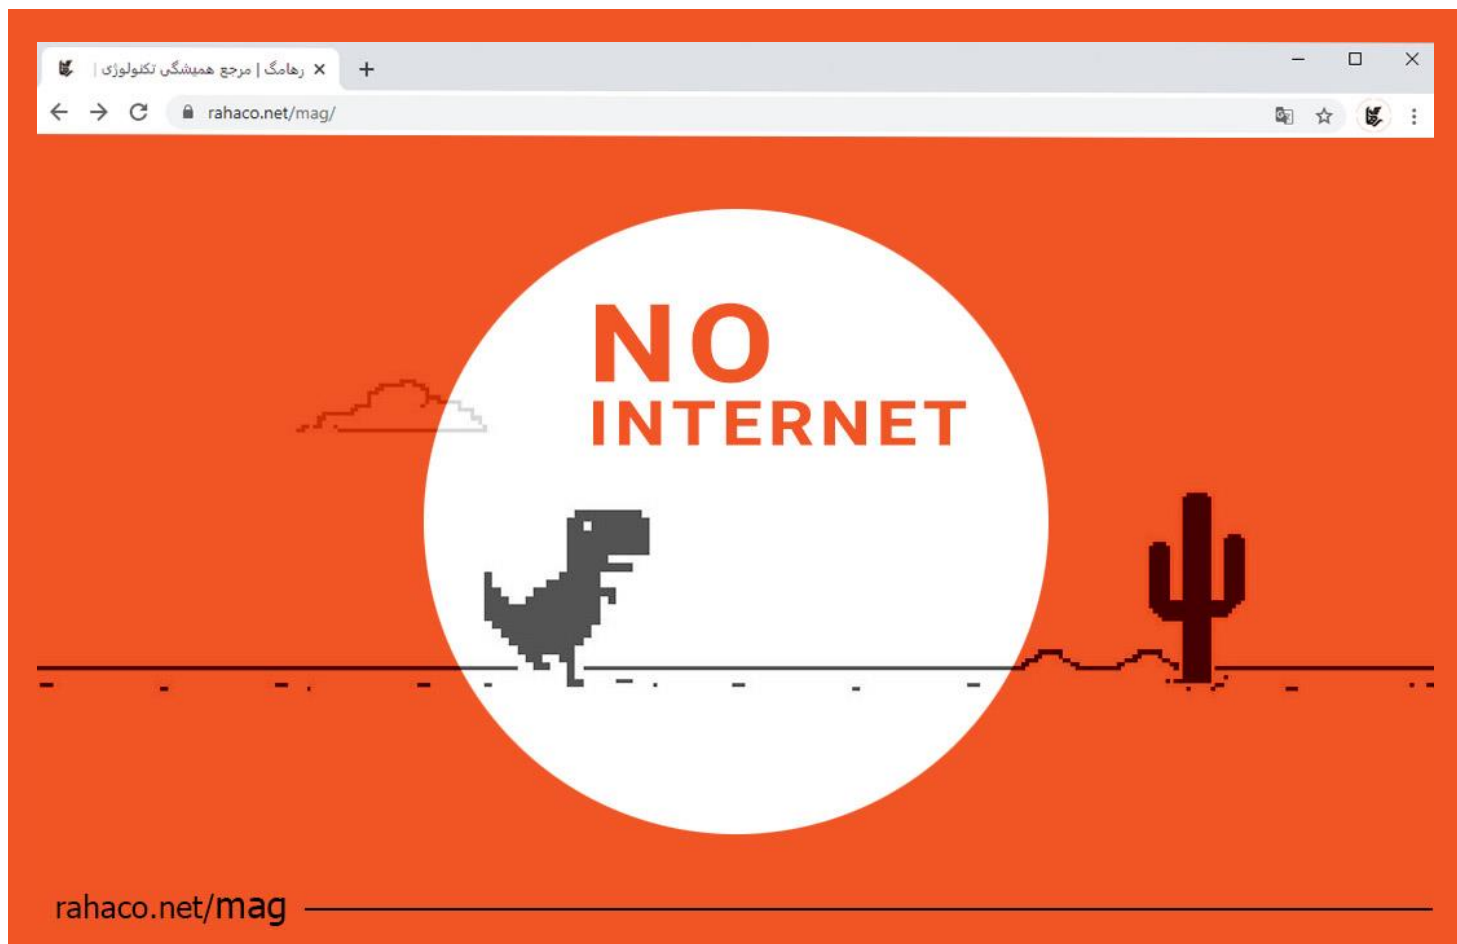 رهامگ | مرجع همیشگی تکنولوژی |
rahaco.net/mag/
NO
INTERNET
rahaco.net/mag